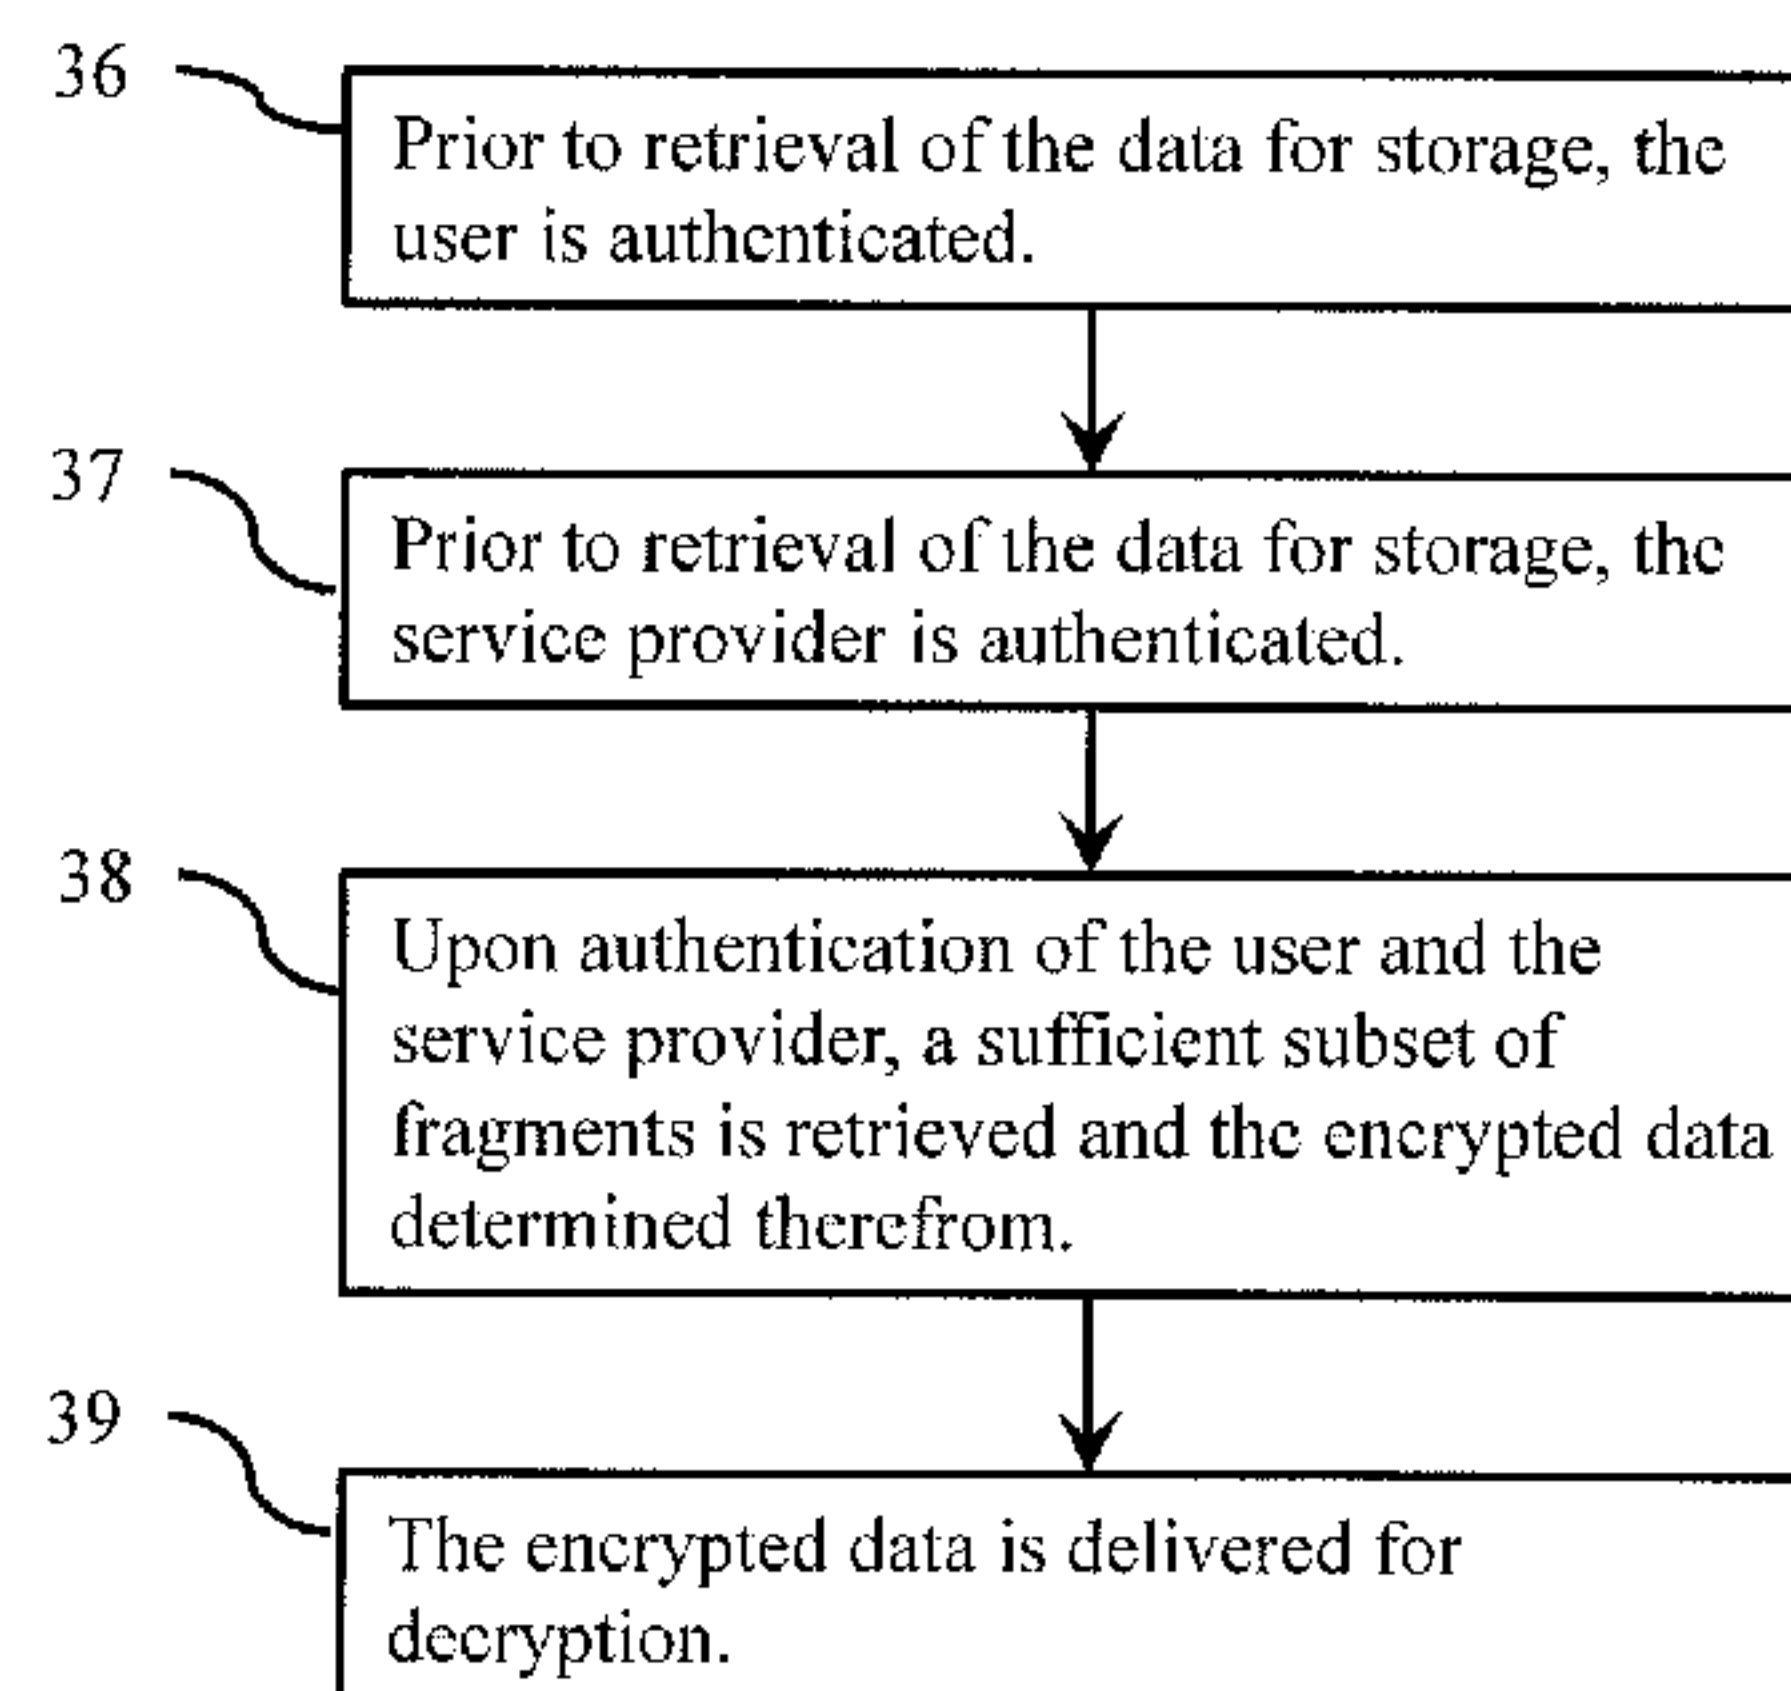 36
Prior to retrieval of the data for storage, the
user is authenticated.
37
Prior to retrieval of the data for storage, the
service provider is authenticated.
38
Upon authentication of the user and the
service provider, a sufficient subset of
fragments is retrieved and the encrypted data
determined therefrom.
39
The encrypted data is delivered for
decryption.